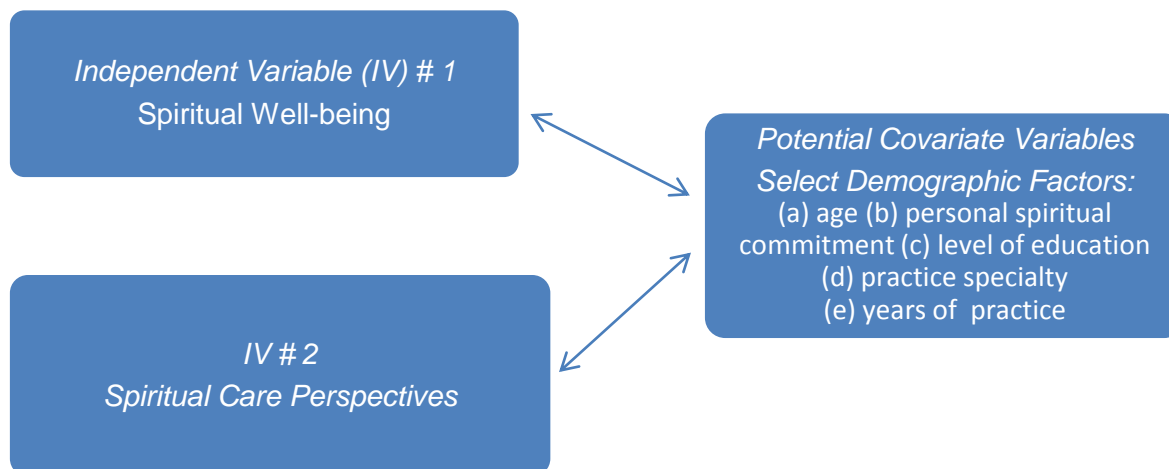 Independent Variable (IV) # 1
Spiritual Well-being
Potential Covariate Variables
Select Demographic Factors:
(a) age (b) personal spiritual
commitment (c) level of education
(d) practice specialty
(e) years of practice
IV # 2
Spiritual Care Perspectives